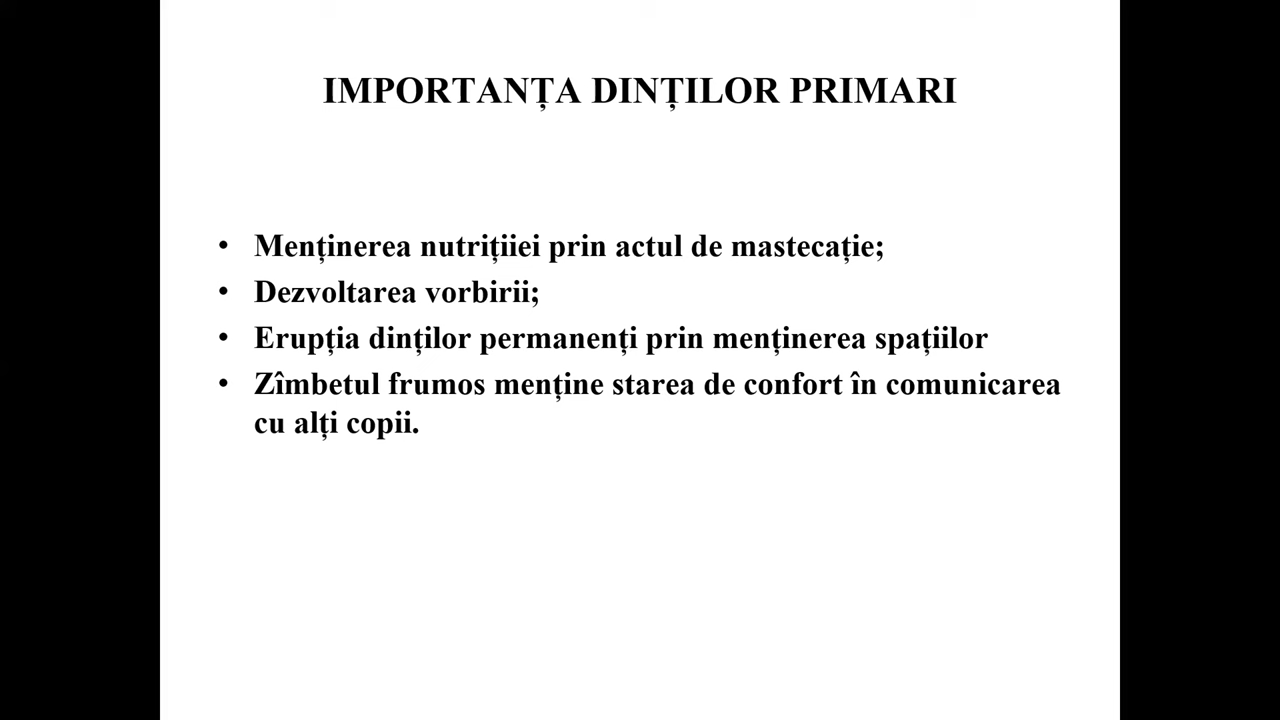 IMPORTANȚA DINȚILOR PRIMARI
• Menținerea nutrițiiei prin actul de mastecație;
• Dezvoltarea vorbirii;
• Erupția dinților permanenți prin menținerea spațiilor
• Zîmbetul frumos menține starea de confort în comunicarea
cu alți copii.